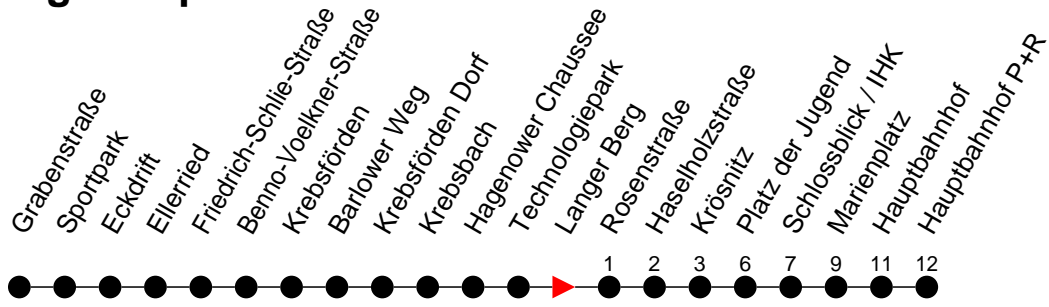 Grabenstraße
Sportpark
Eckdrift
Ellerried
Friedrich-Schlie-Straße
Benno-Voelkner-Straße
Krebsförden
Barlower Weg
Krebsförden Dorf
Krebsbach
Hagenower Chaussee
Technologiepark
Langer Berg
Rosenstraße
Haselholzstraße
Krösnitz
Platz der Jugend
Schlossblick / IHK
Marienplatz
Hauptbahnhof
Hauptbahnhof P+R
1 2 3 6 7 9 11 12